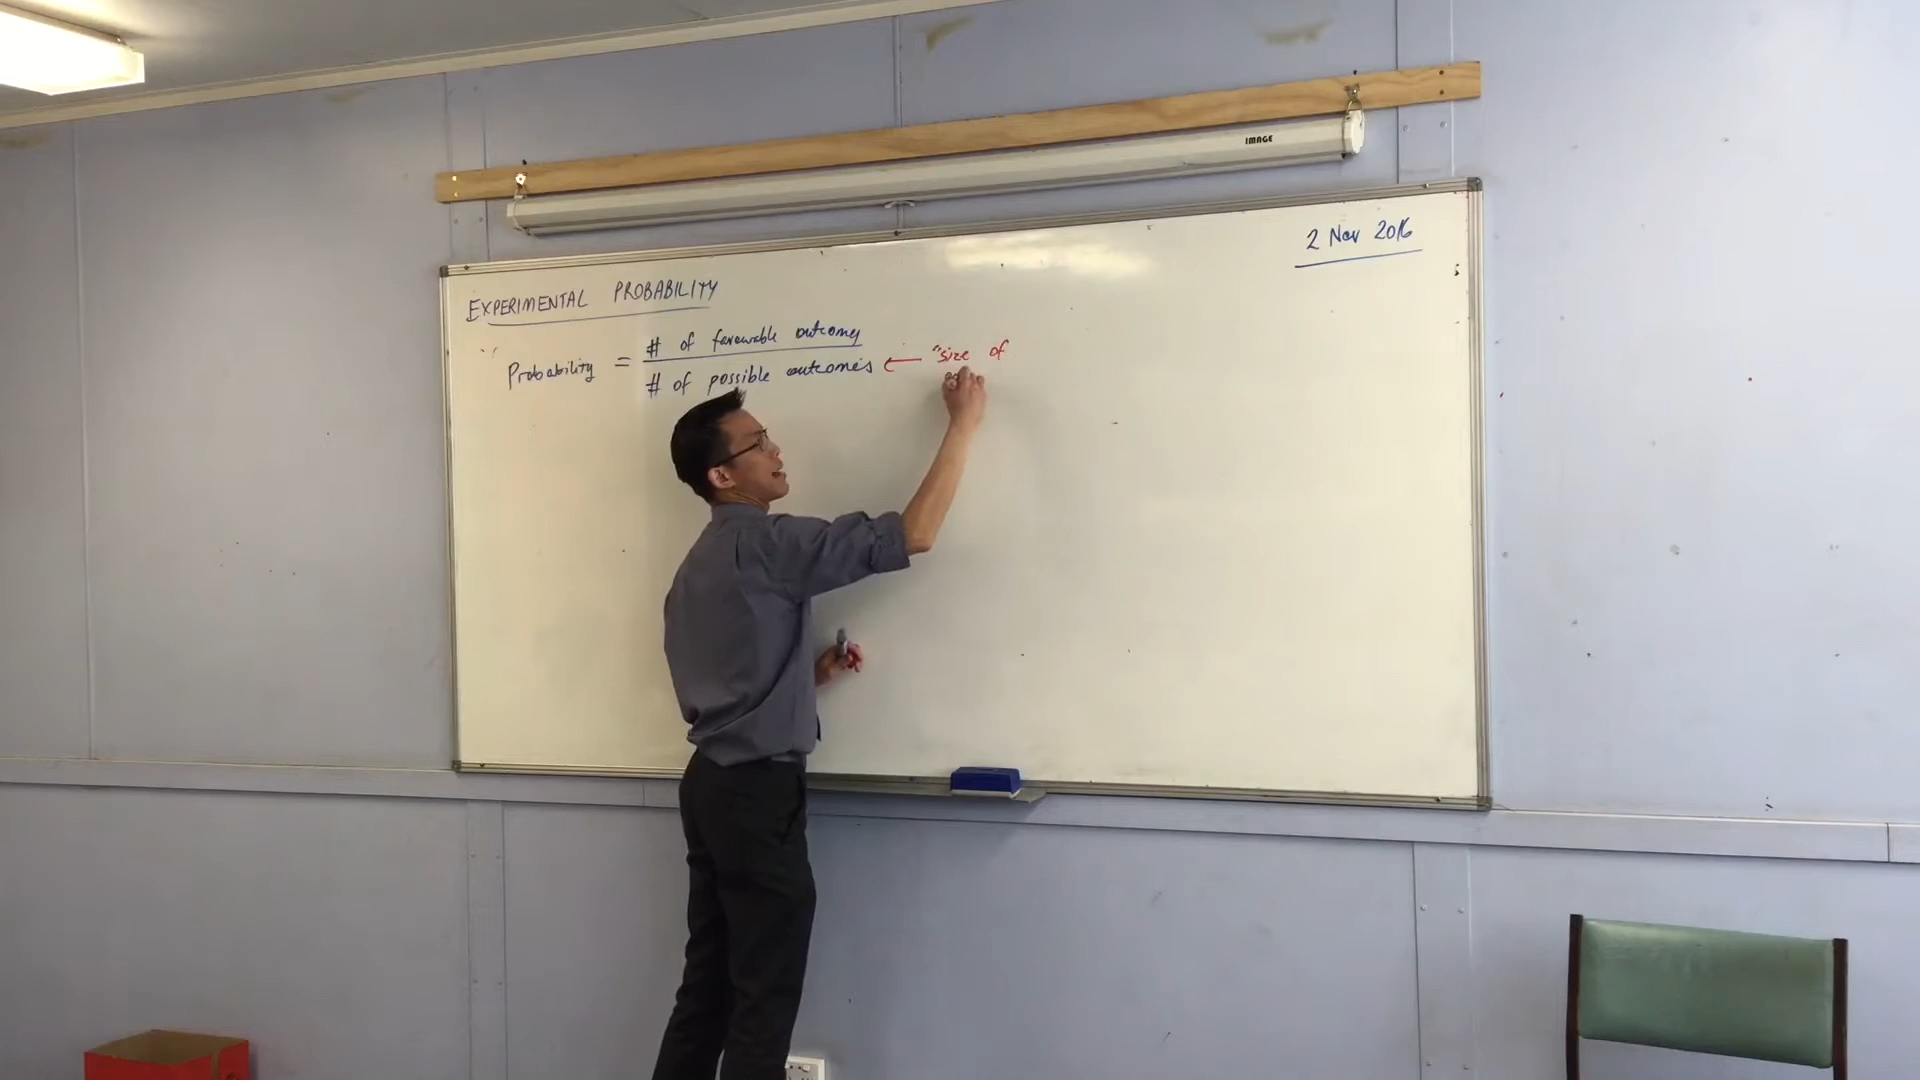 IMAGE
2 Nov 2016
EXPERIMENTAL PROBABILITY
Probability = # of favourable outcomes
# of possible outcomes ← "size of